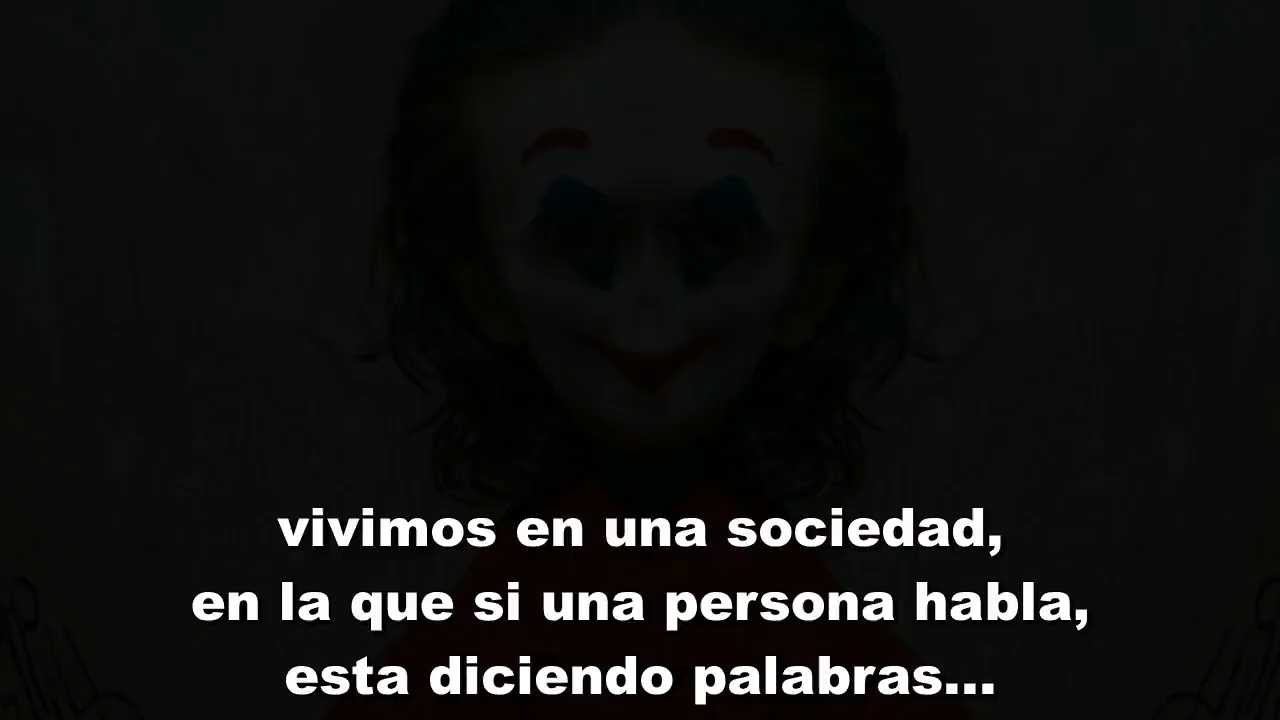 vivimos en una sociedad,
en la que si una persona habla,
esta diciendo palabras...